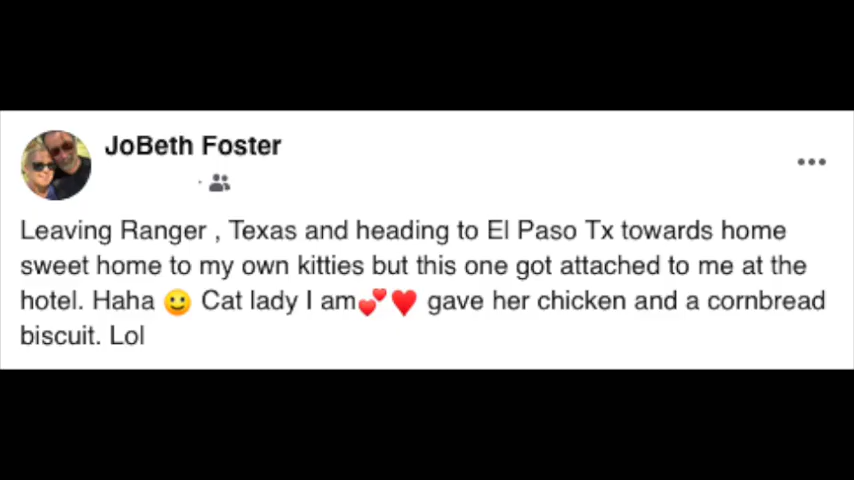 JoBeth Foster
Leaving Ranger , Texas and heading to El Paso Tx towards home
sweet home to my own kitties but this one got attached to me at the
hotel. Haha 🙂 Cat lady I am💕♥️ gave her chicken and a cornbread
biscuit. Lol